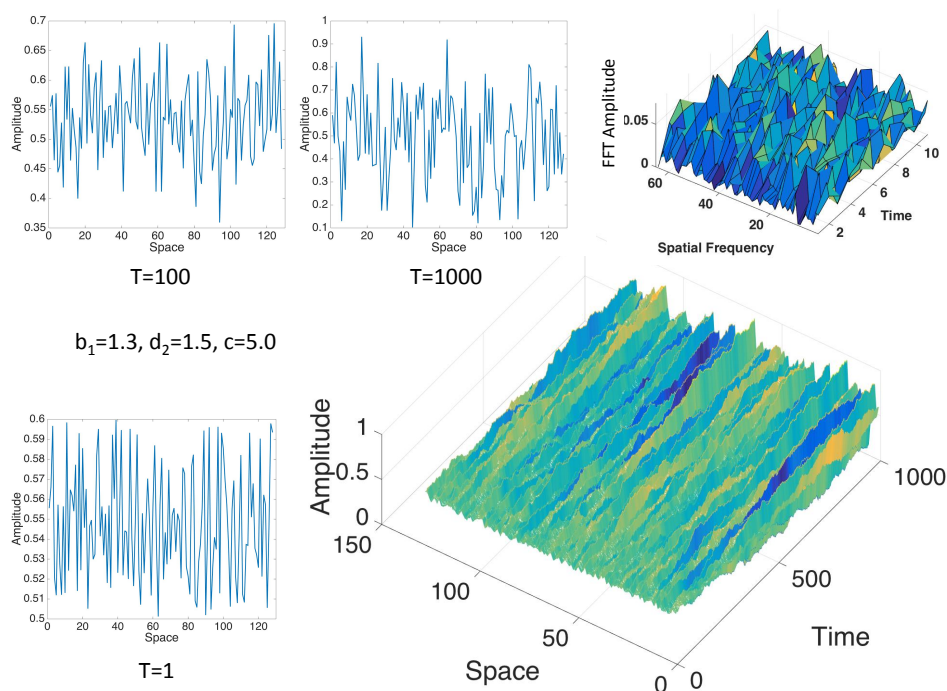 0.7
0.65
0.6
0.55
0.5
0.45
0.4
0.35
Amplitude
0 20 40 60 80 100 120
Space
T=100
1
0.9
0.8
0.7
0.6
0.5
0.4
0.3
0.2
0.1
Amplitude
0 20 40 60 80 100 120
Space
T=1000
FFT Amplitude
0.05
0
60
40
20
Spatial Frequency
2
4
6
8
10
Time
b₁=1.3, d₂=1.5, c=5.0
0.6
0.59
0.58
0.57
0.56
0.55
0.54
0.53
0.52
0.51
0.5
Amplitude
0 20 40 60 80 100 120
Space
T=1
Amplitude
1
0.5
0
150
100
50
0
Space
0
500
1000
Time